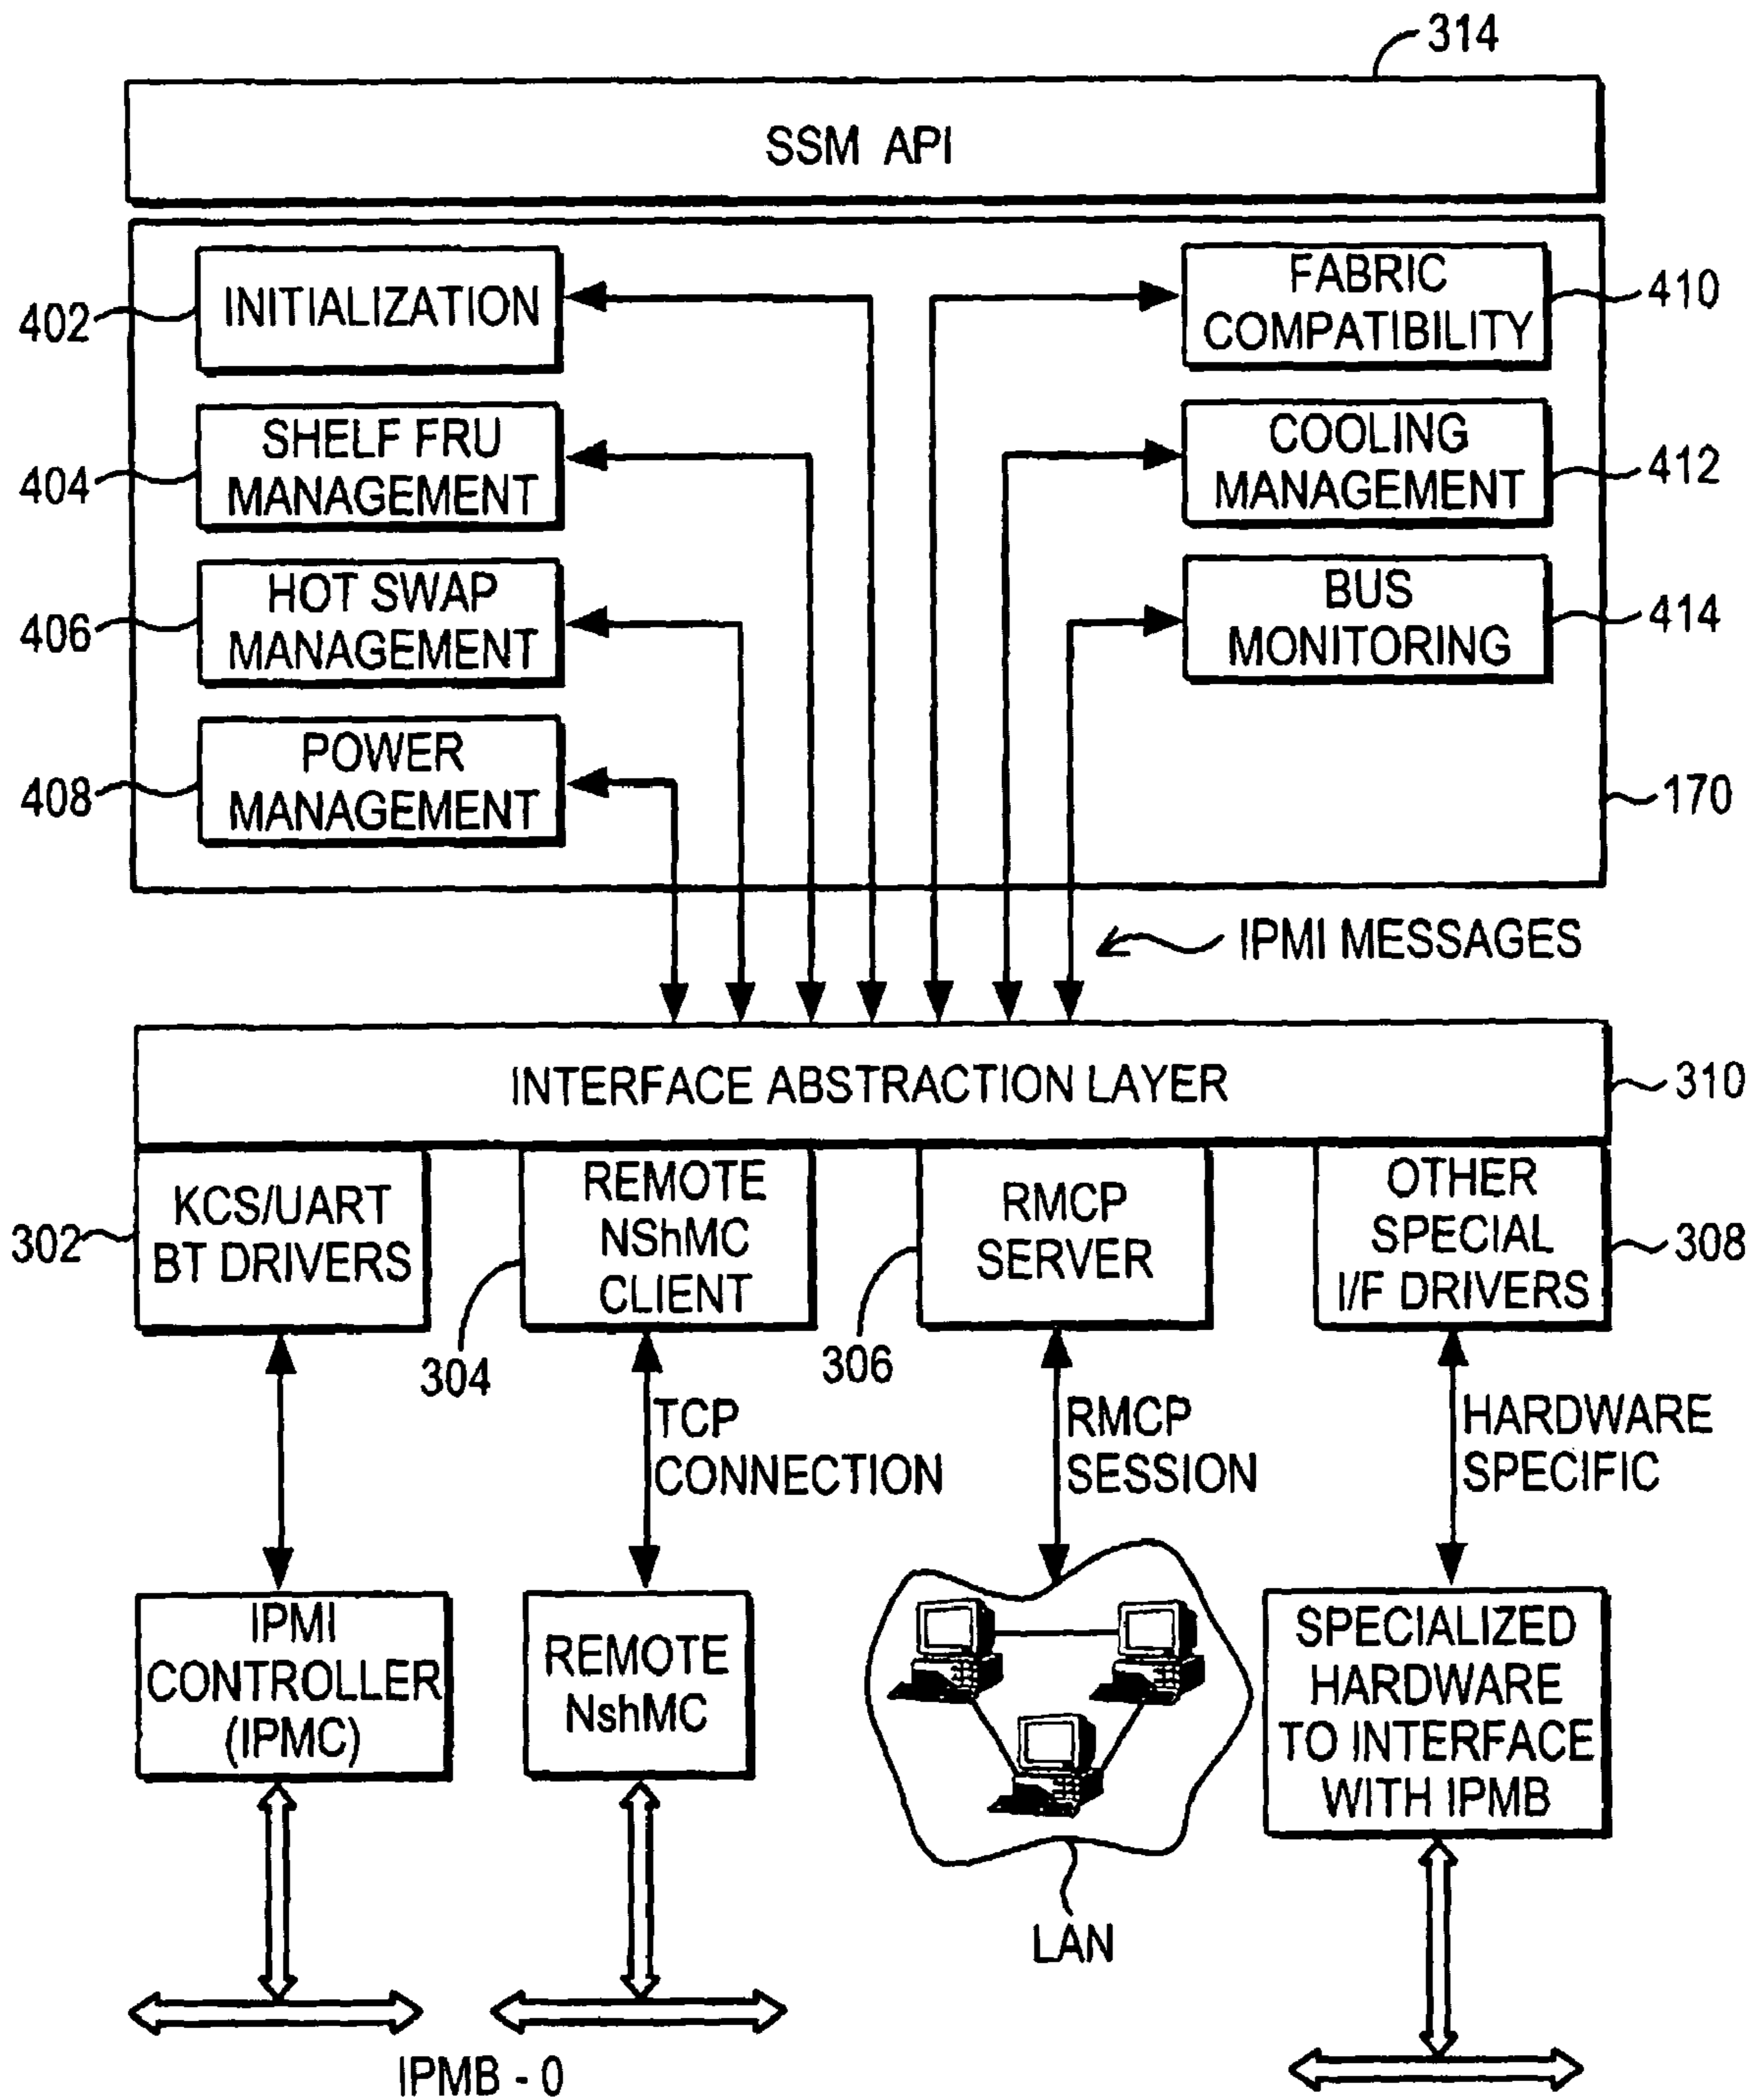 314
SSM API
INITIALIZATION
402
FABRIC
COMPATIBILITY
410
SHELF FRU
MANAGEMENT
404
COOLING
MANAGEMENT
412
HOT SWAP
MANAGEMENT
406
BUS
MONITORING
414
POWER
MANAGEMENT
408
170
IPMI MESSAGES
INTERFACE ABSTRACTION LAYER
310
KCS/UART
BT DRIVERS
302
REMOTE
NShMC
CLIENT
304
RMCP
SERVER
306
OTHER
SPECIAL
I/F DRIVERS
308
TCP
CONNECTION
RMCP
SESSION
HARDWARE
SPECIFIC
IPMI
CONTROLLER
(IPMC)
REMOTE
NshMC
SPECIALIZED
HARDWARE
TO INTERFACE
WITH IPMB
LAN
IPMB - 0